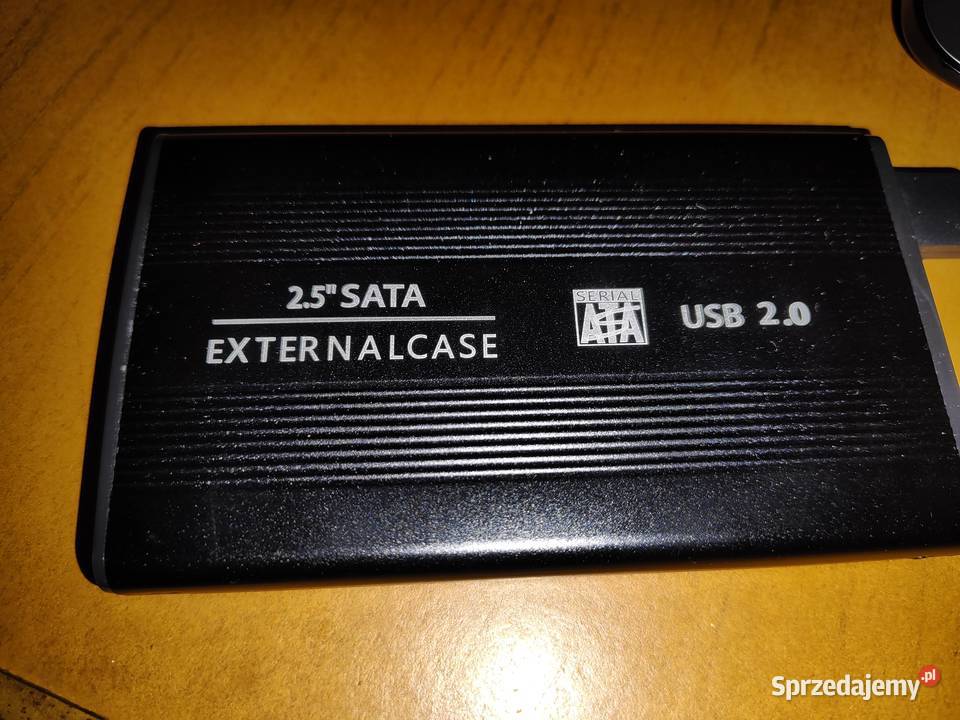 2.5" SATA
EXTERNALCASE
SERIAL
ATA
USB 2.0
Sprzedajemy.pl